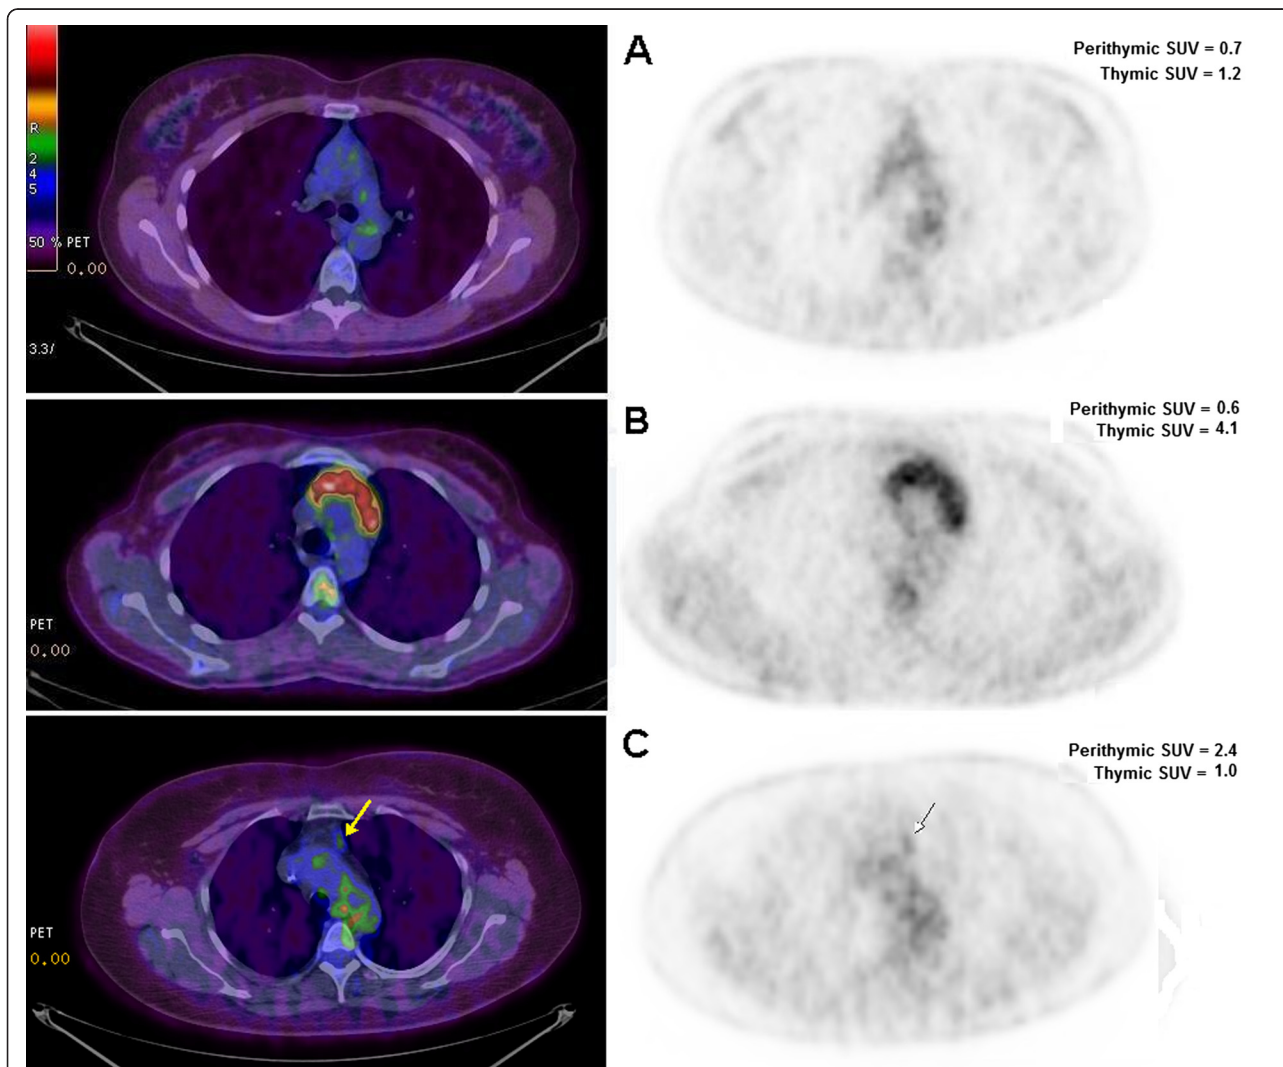 A
Perithymic SUV = 0.7
Thymic SUV = 1.2
R
2
4
5
50 % PET
0.00
3.3/
B
Perithymic SUV = 0.6
Thymic SUV = 4.1
PET
0.00
C
Perithymic SUV = 2.4
Thymic SUV = 1.0
PET
0.00